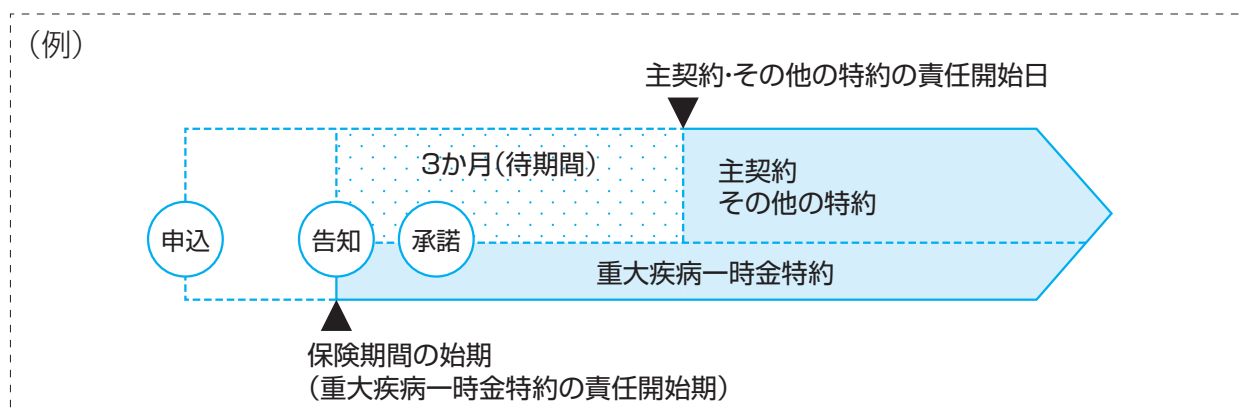 （例）
主契約･その他の特約の責任開始日
3か月（待期間）
主契約
その他の特約
申込
告知
承諾
重大疾病一時金特約
保険期間の始期
（重大疾病一時金特約の責任開始期）